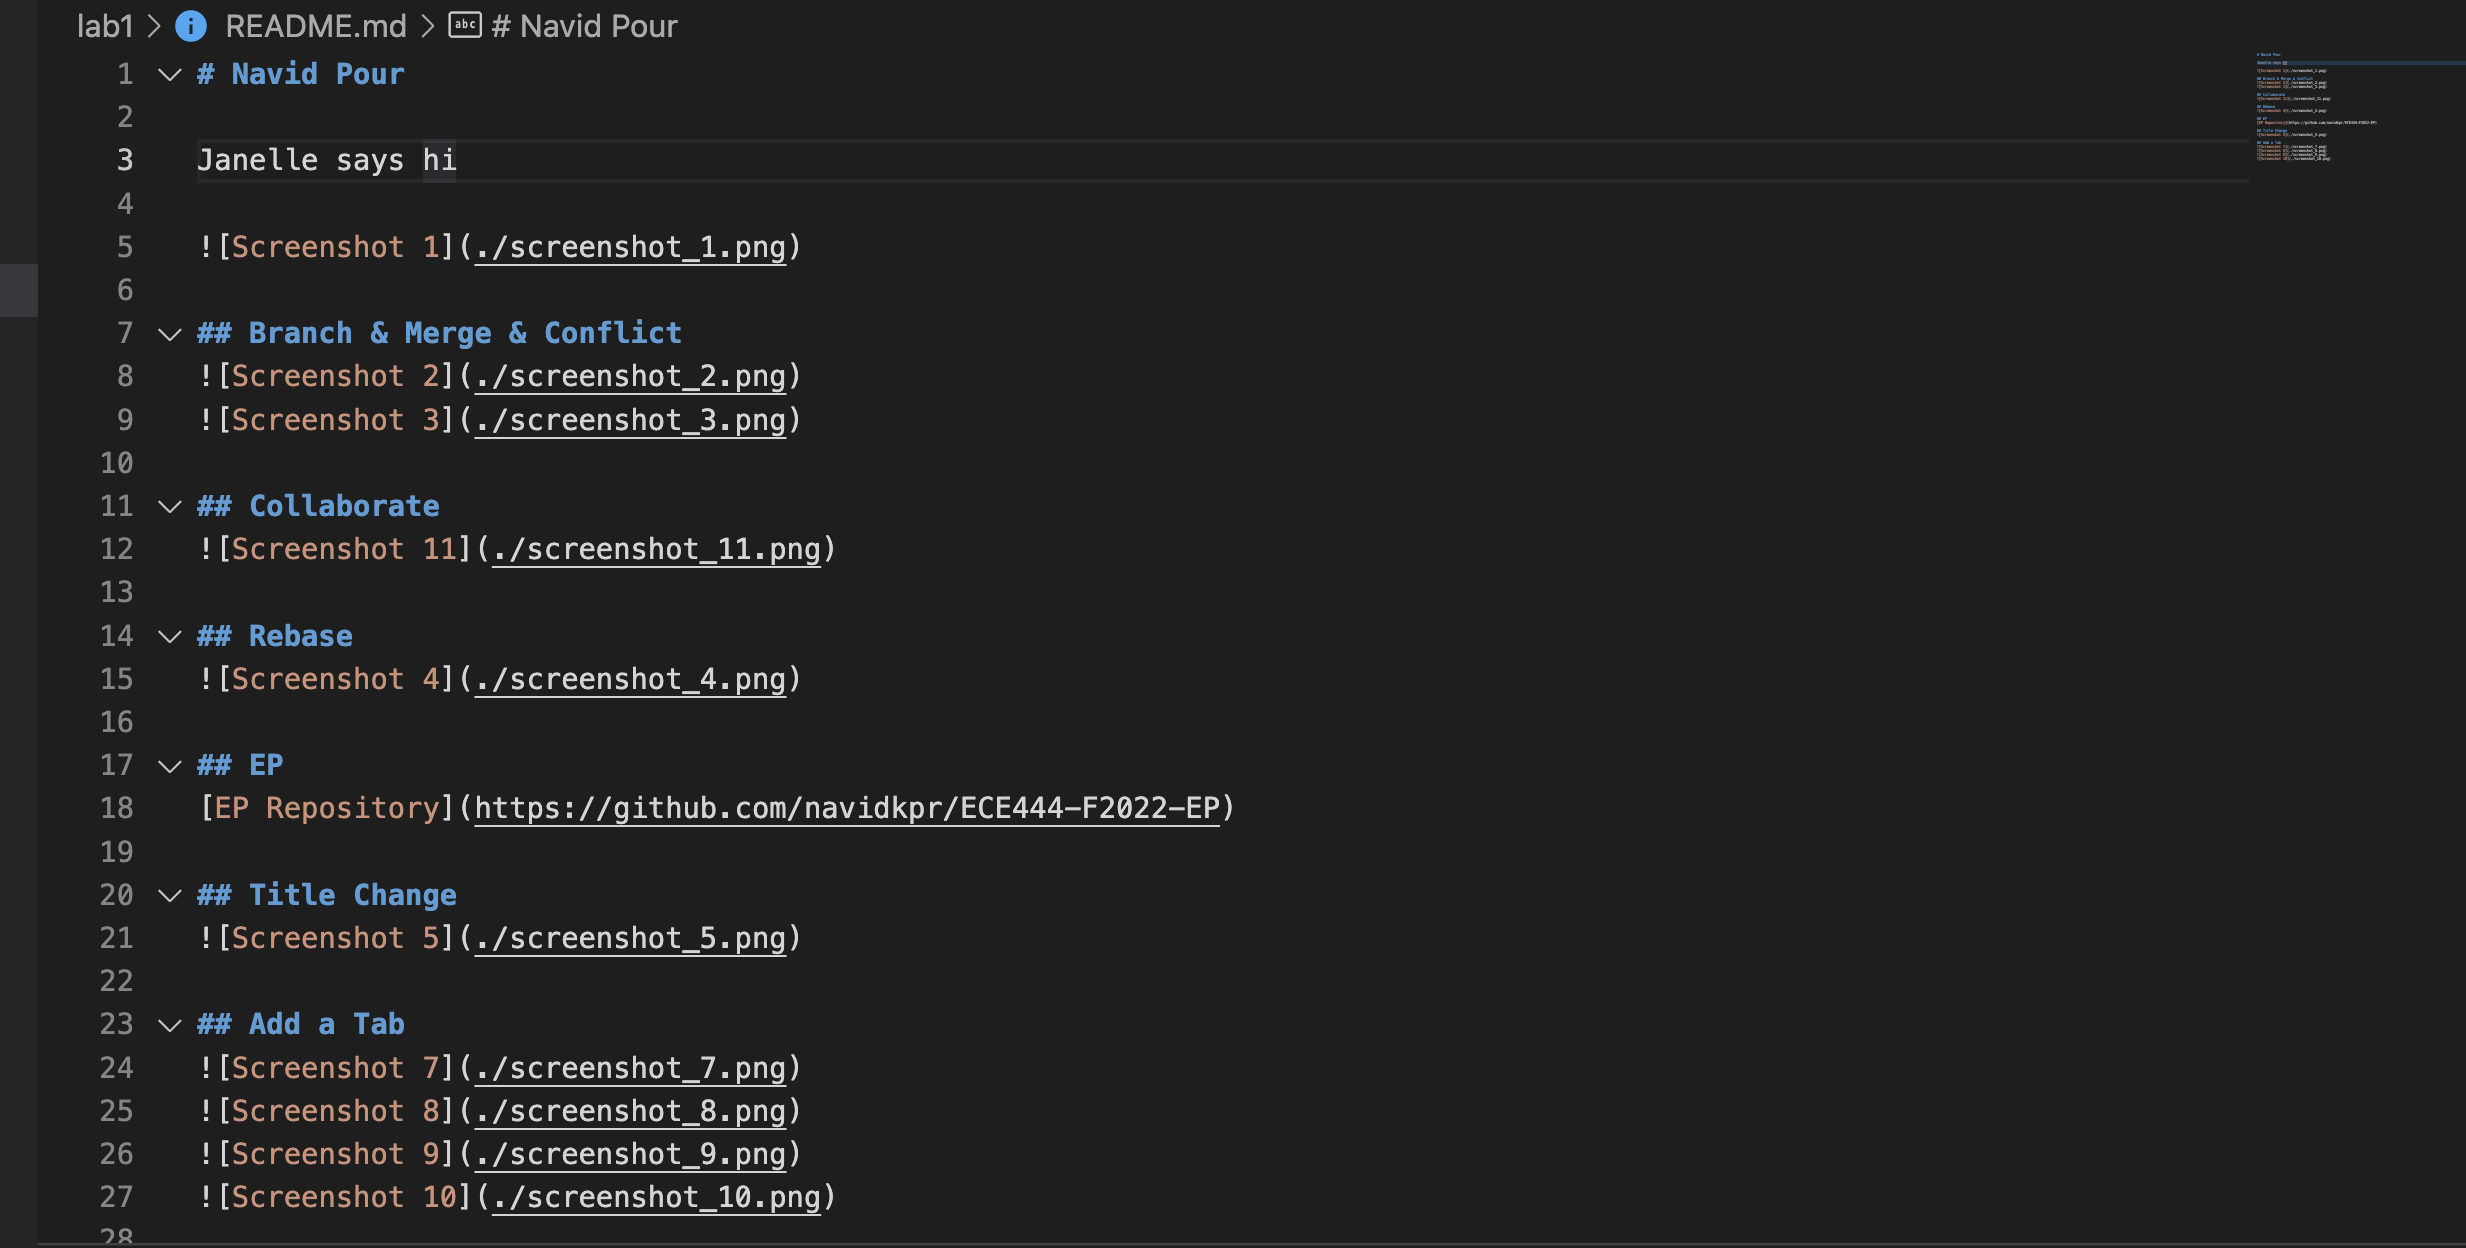 lab1 > README.md > # Navid Pour
1 # Navid Pour
2
3 Janelle says hi
4
5 ![Screenshot 1](./screenshot_1.png)
6
7 ## Branch & Merge & Conflict
8 ![Screenshot 2](./screenshot_2.png)
9 ![Screenshot 3](./screenshot_3.png)
10
11 ## Collaborate
12 ![Screenshot 11](./screenshot_11.png)
13
14 ## Rebase
15 ![Screenshot 4](./screenshot_4.png)
16
17 ## EP
18 [EP Repository](https://github.com/navidkpr/ECE444-F2022-EP)
19
20 ## Title Change
21 ![Screenshot 5](./screenshot_5.png)
22
23 ## Add a Tab
24 ![Screenshot 7](./screenshot_7.png)
25 ![Screenshot 8](./screenshot_8.png)
26 ![Screenshot 9](./screenshot_9.png)
27 ![Screenshot 10](./screenshot_10.png)
28